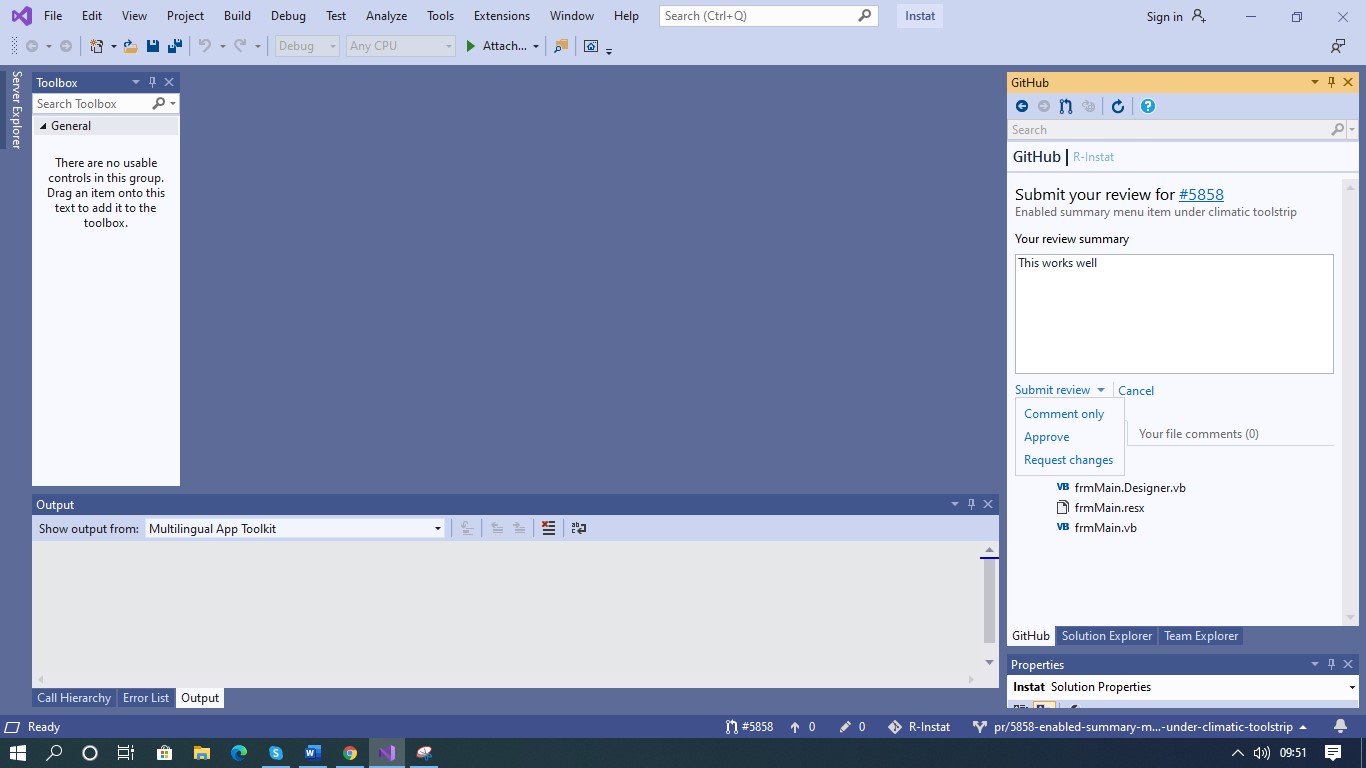 File Edit View Project Build Debug Test Analyze Tools Extensions Window Help Search (Ctrl+Q) Instat Sign in
Debug Any CPU Attach...
Server Explorer
Toolbox
Search Toolbox
General
There are no usable
controls in this group.
Drag an item onto this
text to add it to the
toolbox.
GitHub
Search
GitHub | R-Instat
Submit your review for #5858
Enabled summary menu item under climatic toolstrip
Your review summary
This works well
Submit review Cancel
Comment only
Approve
Request changes
Your file comments (0)
VB frmMain.Designer.vb
frmMain.resx
VB frmMain.vb
GitHub Solution Explorer Team Explorer
Properties
Instat Solution Properties
Output
Show output from: Multilingual App Toolkit
Call Hierarchy Error List Output
Ready #5858 0 0 R-Instat pr/5858-enabled-summary-m...-under-climatic-toolstrip
09:51